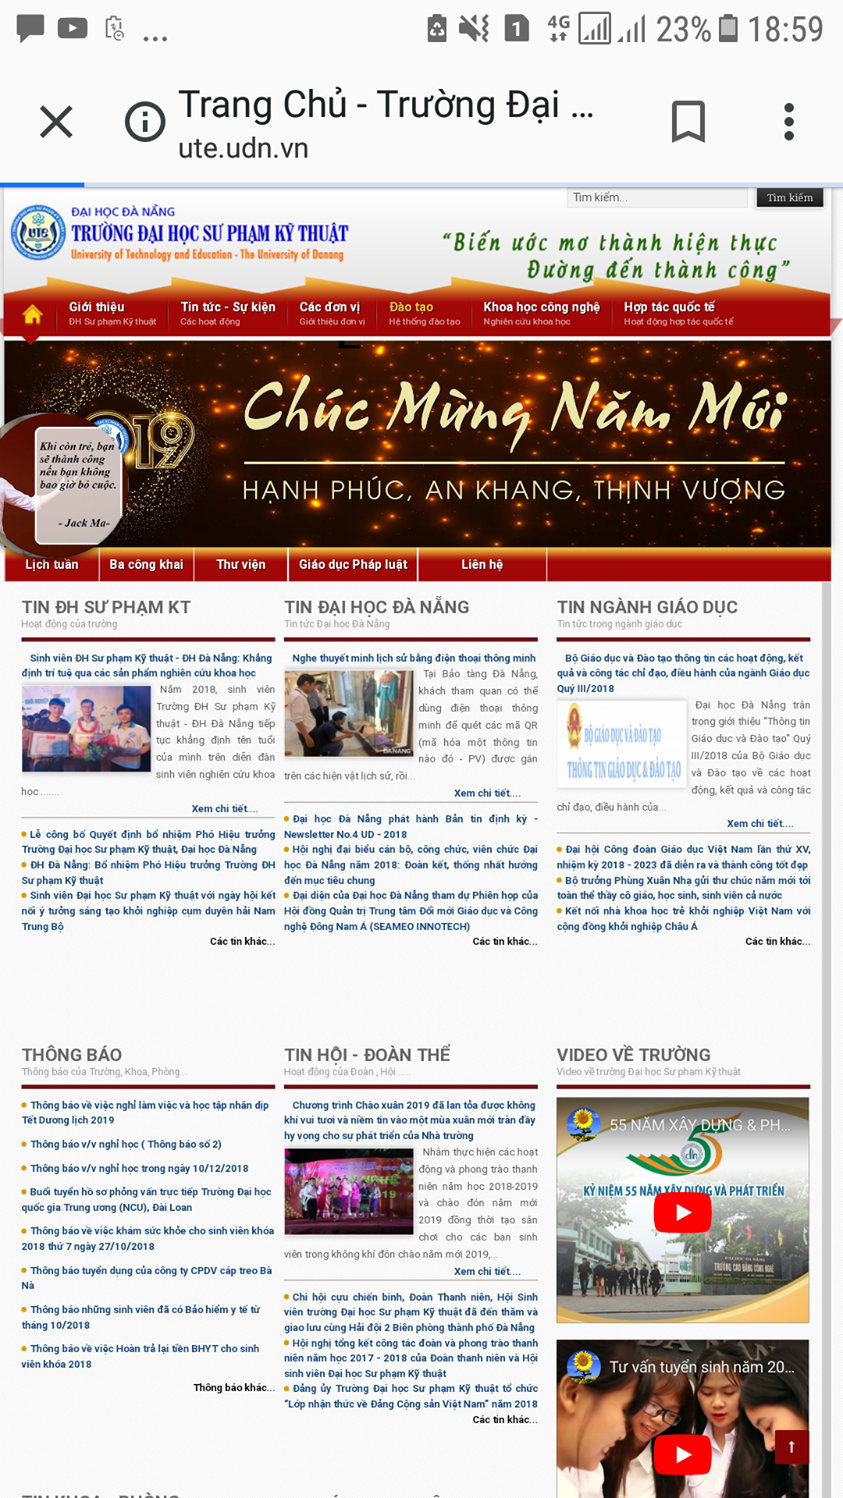 1 4G 23% 18:59
Trang Chủ - Trường Đại ...
ute.udn.vn
Tìm kiếm...
Tìm kiếm
ĐẠI HỌC ĐÀ NẴNG
TRƯỜNG ĐẠI HỌC SƯ PHẠM KỸ THUẬT
University of Technology and Education - The University of Danang
UTE
“Biến ước mơ thành hiện thực
Đường đến thành công”
Giới thiệu
ĐH Sư phạm Kỹ thuật
Tin tức - Sự kiện
Các hoạt động
Các đơn vị
Giới thiệu đơn vị
Đào tạo
Hệ thống đào tạo
Khoa học công nghệ
Nghiên cứu khoa học
Hợp tác quốc tế
Hoạt động hợp tác quốc tế
Chúc Mừng Năm Mới
HẠNH PHÚC, AN KHANG, THỊNH VƯỢNG
19
Khi còn trẻ, bạn
sẽ thành công
nếu bạn không
bao giờ bỏ cuộc.
- Jack Ma-
Lịch tuần
Ba công khai
Thư viện
Giáo dục Pháp luật
Liên hệ
TIN ĐH SƯ PHẠM KT
Hoạt động của trường
Sinh viên ĐH Sư phạm Kỹ thuật - ĐH Đà Nẵng: Khẳng
định trí tuệ qua các sản phẩm nghiên cứu khoa học
Năm 2018, sinh viên
Trường ĐH Sư phạm Kỹ
thuật - ĐH Đà Nẵng tiếp
tục khẳng định tên tuổi
của mình trên diễn đàn
sinh viên nghiên cứu khoa
học .......
Xem chi tiết....
Lễ công bố Quyết định bổ nhiệm Phó Hiệu trưởng
Trường Đại học Sư phạm Kỹ thuật, Đại học Đà Nẵng
ĐH Đà Nẵng: Bổ nhiệm Phó Hiệu trưởng Trường ĐH
Sư phạm Kỹ thuật
Sinh viên Đại học Sư phạm Kỹ thuật với ngày hội kết
nối ý tưởng sáng tạo khởi nghiệp cụm duyên hải Nam
Trung Bộ
Các tin khác...
TIN ĐẠI HỌC ĐÀ NẴNG
Tin tức Đại học Đà Nẵng
Nghe thuyết minh lịch sử bằng điện thoại thông minh
Tại Bảo tàng Đà Nẵng,
khách tham quan có thể
dùng điện thoại thông
minh để quét các mã QR
(mã hóa một thông tin
nào đó - PV) được gắn
trên các hiện vật lịch sử, rồi...
Xem chi tiết....
Đại học Đà Nẵng phát hành Bản tin định kỳ -
Newsletter No.4 UD - 2018
Hội nghị đại biểu cán bộ, công chức, viên chức Đại
học Đà Nẵng năm 2018: Đoàn kết, thống nhất hướng
đến mục tiêu chung
Đại diện của Đại học Đà Nẵng tham dự Phiên họp của
Hội đồng Quản trị Trung tâm Đổi mới Giáo dục và Công
nghệ Đông Nam Á (SEAMEO INNOTECH)
Các tin khác...
TIN NGÀNH GIÁO DỤC
Tin tức trong ngành giáo dục
Bộ Giáo dục và Đào tạo thông tin các hoạt động, kết
quả và công tác chỉ đạo, điều hành của ngành Giáo dục
Quý III/2018
BỘ GIÁO DỤC VÀ ĐÀO TẠO
THÔNG TIN GIÁO DỤC & ĐÀO TẠO
Đại học Đà Nẵng trân
trọng giới thiệu “Thông tin
Giáo dục và Đào tạo” Quý
III/2018 của Bộ Giáo dục
và Đào tạo về các hoạt
động, kết quả và công tác
chỉ đạo, điều hành của...
Xem chi tiết....
Đại hội Công đoàn Giáo dục Việt Nam lần thứ XV,
nhiệm kỳ 2018 - 2023 đã diễn ra và thành công tốt đẹp
Bộ trưởng Phùng Xuân Nhạ gửi thư chúc năm mới tới
toàn thể thầy cô giáo, học sinh, sinh viên cả nước
Kết nối nhà khoa học trẻ khởi nghiệp Việt Nam với
cộng đồng khởi nghiệp Châu Á
Các tin khác...
THÔNG BÁO
Thông báo của Trường, Khoa, Phòng...
Thông báo về việc nghỉ làm việc và học tập nhân dịp
Tết Dương lịch 2019
Thông báo v/v nghỉ học ( Thông báo số 2)
Thông báo v/v nghỉ học trong ngày 10/12/2018
Buổi tuyển hồ sơ phỏng vấn trực tiếp Trường Đại học
quốc gia Trung ương (NCU), Đài Loan
Thông báo về việc khám sức khỏe cho sinh viên khóa
2018 thứ 7 ngày 27/10/2018
Thông báo tuyển dụng của công ty CPDV cáp treo Bà
Nà
Thông báo những sinh viên đã có Bảo hiểm y tế từ
tháng 10/2018
Thông báo về việc Hoàn trả lại tiền BHYT cho sinh
viên khóa 2018
Thông báo khác...
TIN HỘI - ĐOÀN THỂ
Hoạt động của Đoàn , Hội......
Chương trình Chào xuân 2019 đã lan tỏa được không
khí vui tươi và niềm tin vào một mùa xuân mới tràn đầy
hy vọng cho sự phát triển của Nhà trường
Nhằm thực hiện các hoạt
động và phong trào thanh
niên năm học 2018-2019
và chào đón năm mới
2019 đồng thời tạo sân
chơi cho các bạn sinh
viên trong không khí đón chào năm mới 2019,...
Xem chi tiết....
Chi hội cựu chiến binh, Đoàn Thanh niên, Hội Sinh
viên trường Đại học Sư phạm Kỹ thuật đã đến thăm và
giao lưu cùng Hải đội 2 Biên phòng thành phố Đà Nẵng
Hội nghị tổng kết công tác đoàn và phong trào thanh
niên năm học 2017 - 2018 của Đoàn thanh niên và Hội
sinh viên Đại học Sư phạm Kỹ thuật
Đảng ủy Trường Đại học Sư phạm Kỹ thuật tổ chức
“Lớp nhận thức về Đảng Cộng sản Việt Nam” năm 2018
Các tin khác...
VIDEO VỀ TRƯỜNG
Video về trường Đại học Sư phạm Kỹ thuật
55 NĂM XÂY DỰNG & PH...
KỶ NIỆM 55 NĂM XÂY DỰNG VÀ PHÁT TRIỂN
TRƯỜNG CAO ĐẲNG CÔNG NGHỆ
Tư vấn tuyển sinh năm 20...